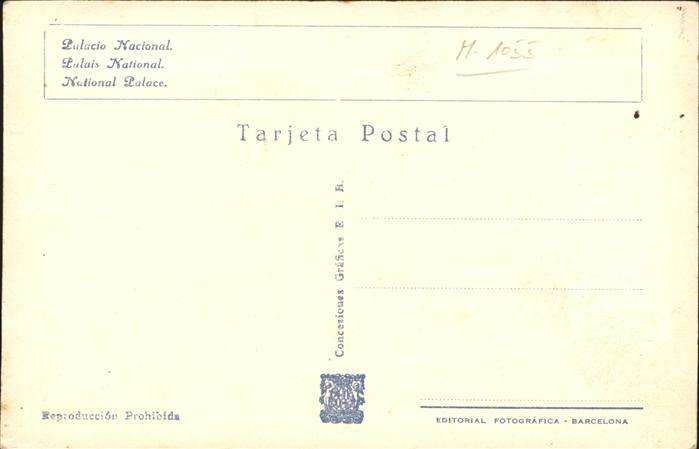 Palacio Nacional.
Palais National.
National Palace.
M-1055
Tarjeta Postal
Concesiones Gráficas E. I. B.
Reproducción Prohibida
EDITORIAL FOTOGRÁFICA - BARCELONA